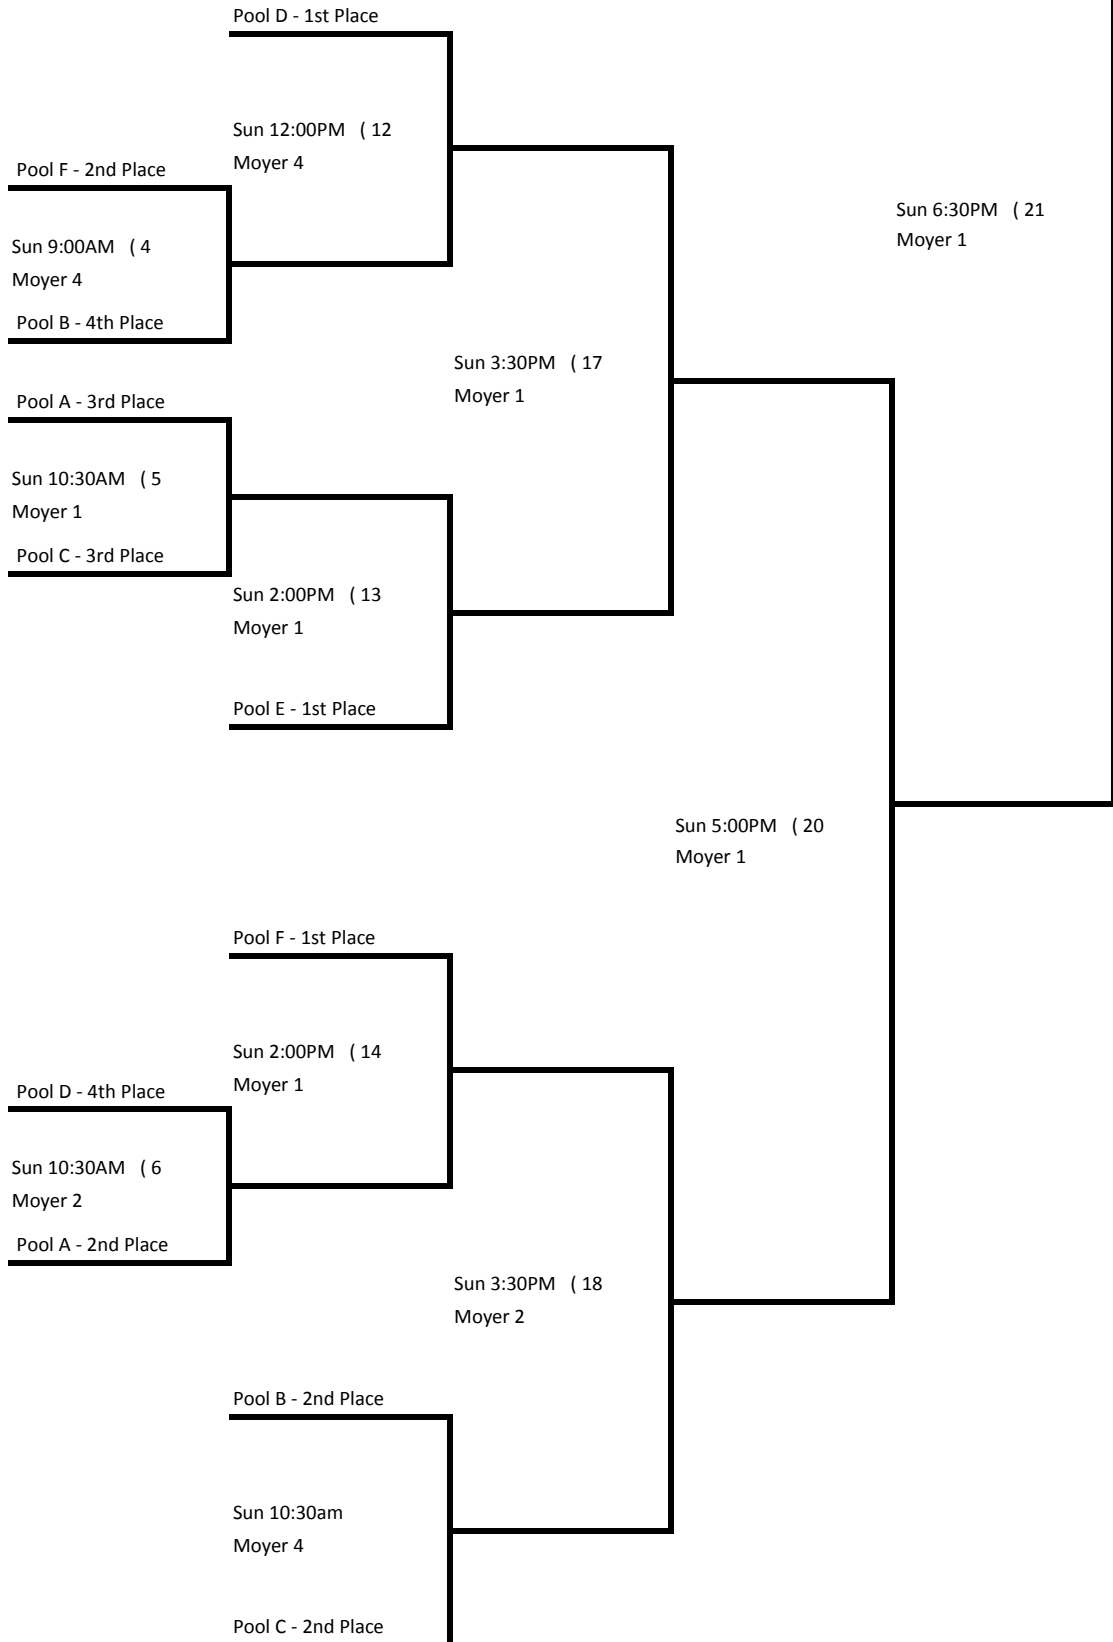 Pool D - 1st Place
Sun 12:00PM   ( 12
Moyer 4
Pool F - 2nd Place
Sun 6:30PM   ( 21
Moyer 1
Sun 9:00AM   ( 4
Moyer 4
Pool B - 4th Place
Sun 3:30PM   ( 17
Moyer 1
Pool A - 3rd Place
Sun 10:30AM   ( 5
Moyer 1
Pool C - 3rd Place
Sun 2:00PM   ( 13
Moyer 1
Pool E - 1st Place
Sun 5:00PM   ( 20
Moyer 1
Pool F - 1st Place
Sun 2:00PM   ( 14
Moyer 1
Pool D - 4th Place
Sun 10:30AM   ( 6
Moyer 2
Pool A - 2nd Place
Sun 3:30PM   ( 18
Moyer 2
Pool B - 2nd Place
Sun 10:30am
Moyer 4
Pool C - 2nd Place